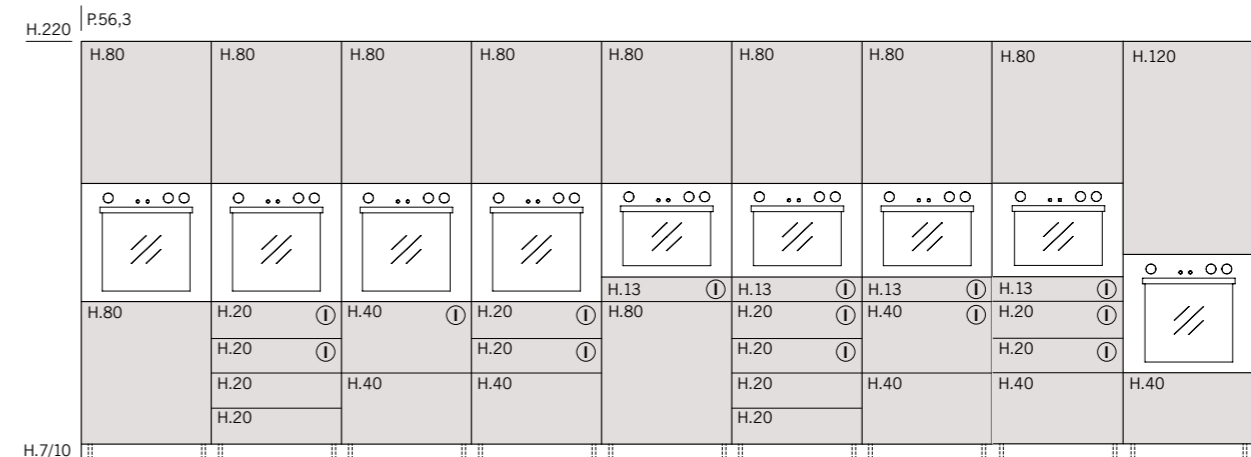 H.220 P.56,3
H.80 H.80 H.80 H.80 H.80 H.80 H.80 H.80 H.120
H.13 I H.13 I H.13 I H.13 I
H.80 H.20 I H.40 I H.20 I H.80 H.20 I H.40 I H.20 I
H.20 I H.20 I H.20 I H.20 I
H.20 H.40 H.40 H.20 H.40 H.40 H.40
H.20 H.20
H.7/10